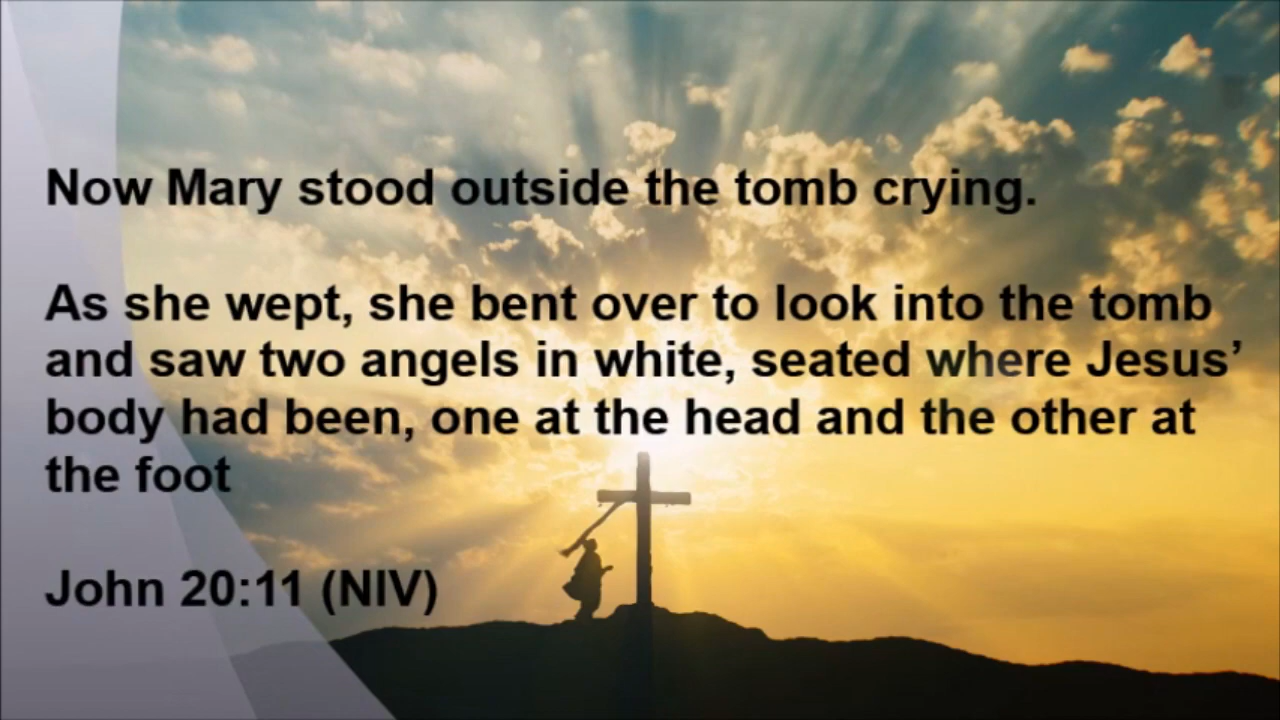 Now Mary stood outside the tomb crying.
As she wept, she bent over to look into the tomb
and saw two angels in white, seated where Jesus’
body had been, one at the head and the other at
the foot
John 20:11 (NIV)